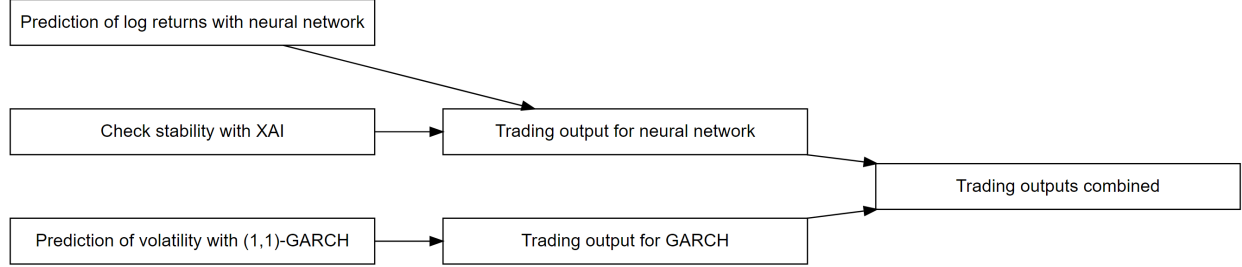 Prediction of log returns with neural network
Check stability with XAI
Trading output for neural network
Trading outputs combined
Prediction of volatility with (1,1)-GARCH
Trading output for GARCH